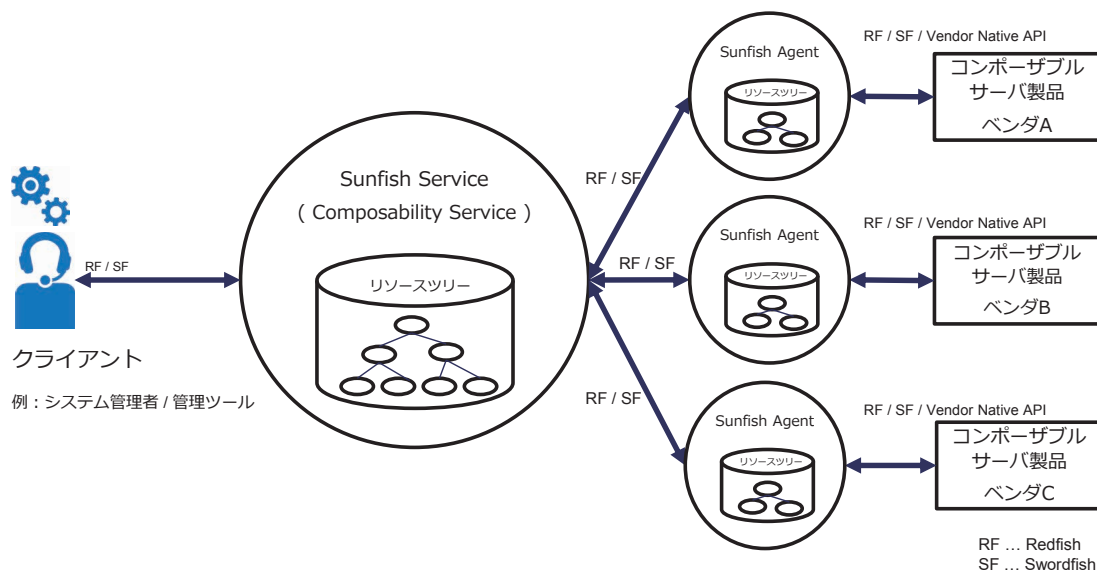 RF / SF
クライアント
例：システム管理者 / 管理ツール
Sunfish Service
( Composability Service )
リソースツリー
RF / SF
RF / SF
RF / SF
Sunfish Agent
リソースツリー
RF / SF / Vendor Native API
コンポーザブル
サーバ製品
ベンダA
Sunfish Agent
リソースツリー
RF / SF / Vendor Native API
コンポーザブル
サーバ製品
ベンダB
Sunfish Agent
リソースツリー
RF / SF / Vendor Native API
コンポーザブル
サーバ製品
ベンダC
RF … Redfish
SF … Swordfish